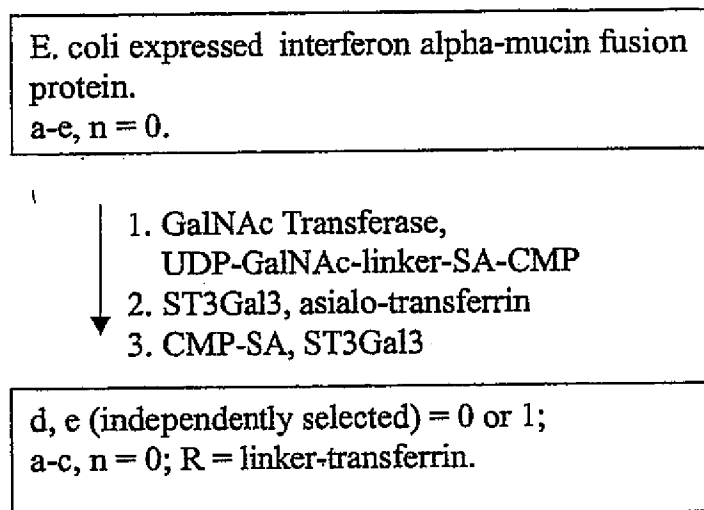 E. coli expressed interferon alpha-mucin fusion
protein.
a-e, n = 0.
1. GalNAc Transferase,
UDP-GalNAc-linker-SA-CMP
2. ST3Gal3, asialo-transferrin
3. CMP-SA, ST3Gal3
d, e (independently selected) = 0 or 1;
a-c, n = 0; R = linker-transferrin.